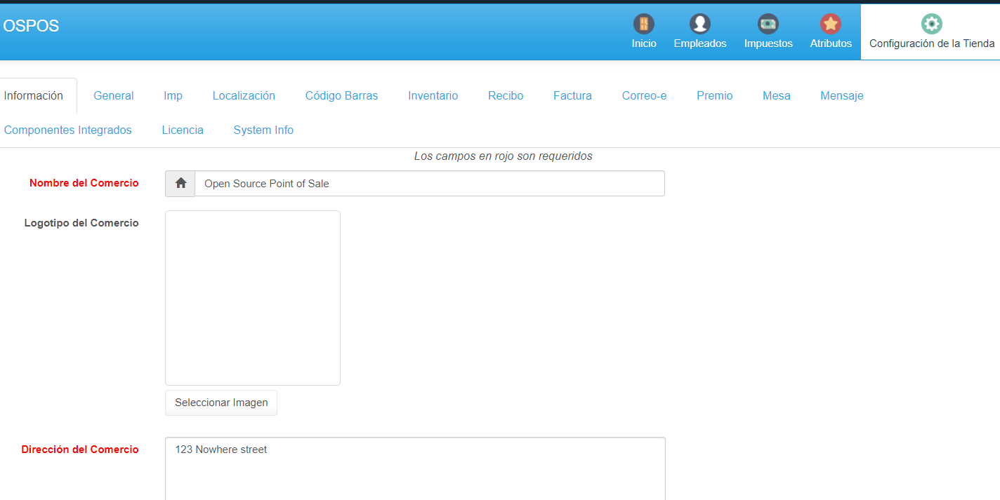 OSPOS
Inicio Empleados Impuestos Atributos Configuración de la Tienda
Información General Imp Localización Código Barras Inventario Recibo Factura Correo-e Premio Mesa Mensaje
Componentes Integrados Licencia System Info
Los campos en rojo son requeridos
Nombre del Comercio Open Source Point of Sale
Logotipo del Comercio
Seleccionar Imagen
Dirección del Comercio 123 Nowhere street